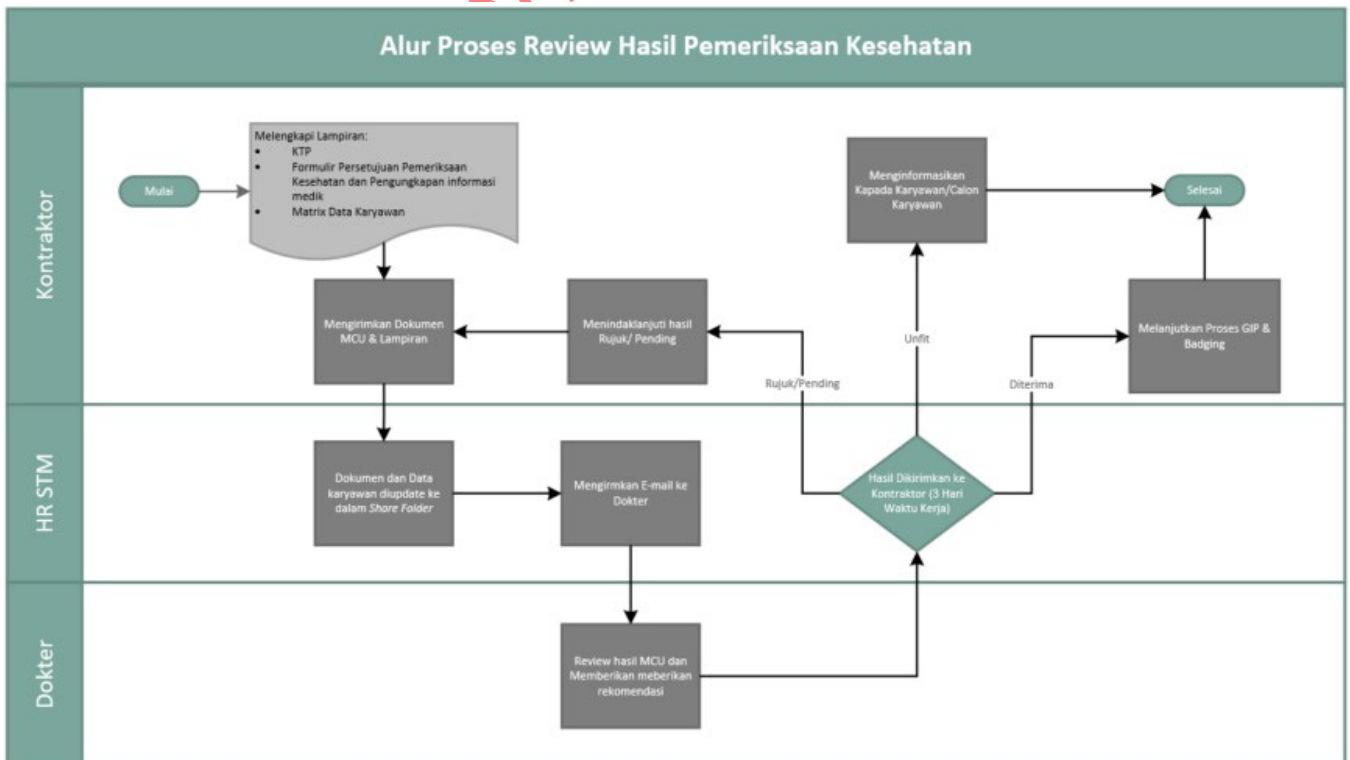 Alur Proses Review Hasil Pemeriksaan Kesehatan
Kontraktor
Mulai
Melengkapi Lampiran:
• KTP
• Formulir Persetujuan Pemeriksaan
Kesehatan dan Pengungkapan informasi
medik
• Matrix Data Karyawan
Menginformasikan
Kapada Karyawan/Calon
Karyawan
Selesai
Mengirimkan Dokumen
MCU & Lampiran
Menindaklanjuti hasil
Rujuk/ Pending
Melanjutkan Proses GIP &
Badging
Unfit
Rujuk/Pending
Diterima
HR STM
Dokumen dan Data
karyawan diupdate ke
dalam Share Folder
Mengirmkan E-mail ke
Dokter
Hasil Dikirimkan ke
Kontraktor (3 Hari
Waktu Kerja)
Dokter
Review hasil MCU dan
Memberikan meberikan
rekomendasi